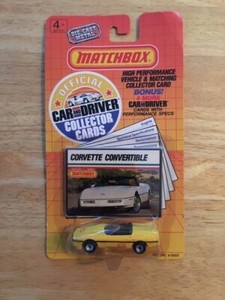 4+
DIE-CAST
METAL
MATCHBOX
OFFICIAL
CAR AND DRIVER
COLLECTOR
CARDS
HIGH PERFORMANCE
VEHICLE & MATCHING
COLLECTOR CARD
BONUS!
CAR AND DRIVER
CARDS WITH
PERFORMANCE SPECS
CORVETTE CONVERTIBLE
MATCHBOX